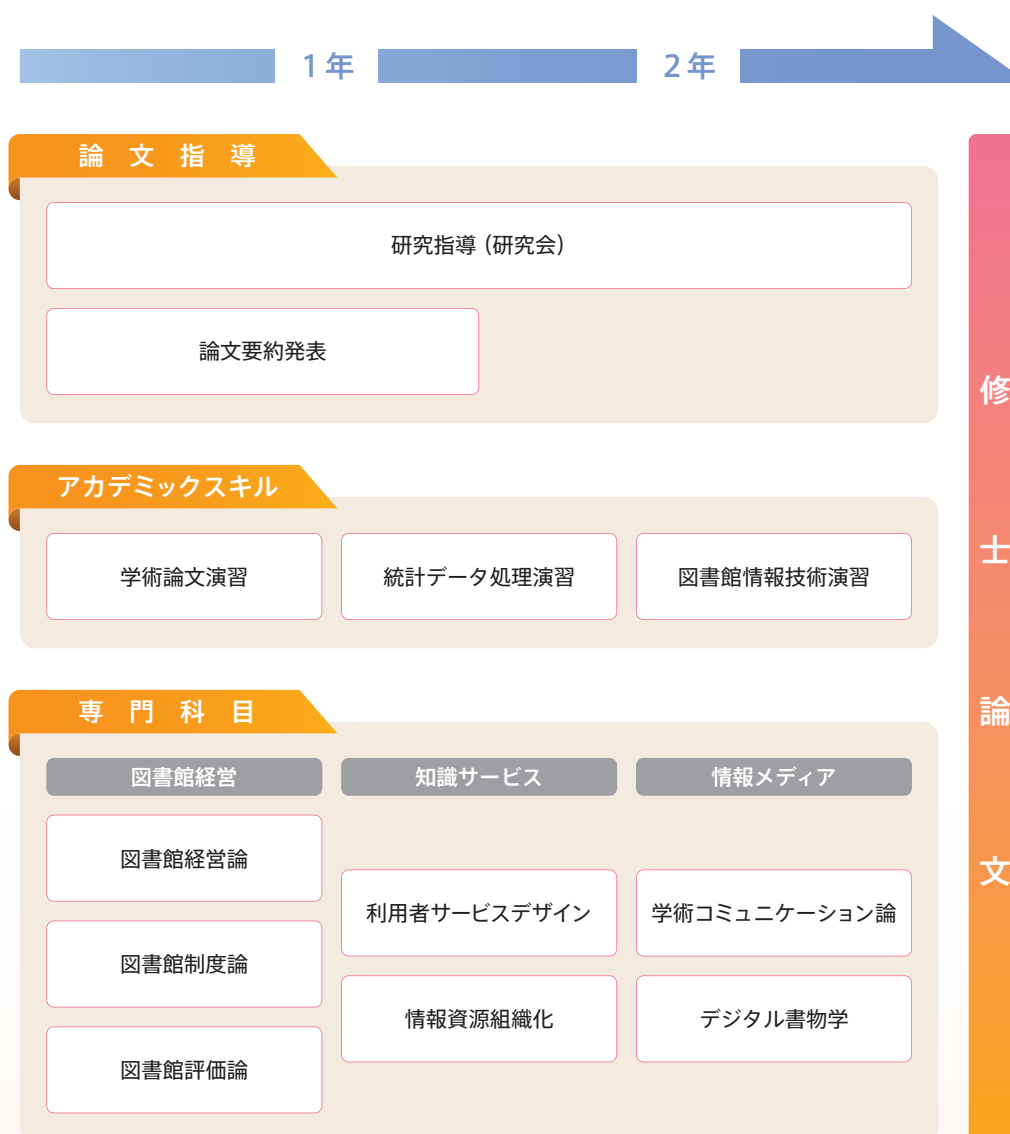 1年 2年
論文指導
研究指導（研究会）
論文要約発表
アカデミックスキル
学術論文演習
統計データ処理演習
図書館情報技術演習
専門科目
図書館経営
図書館経営論
図書館制度論
図書館評価論
知識サービス
利用者サービスデザイン
情報資源組織化
情報メディア
学術コミュニケーション論
デジタル書物学
修士論文